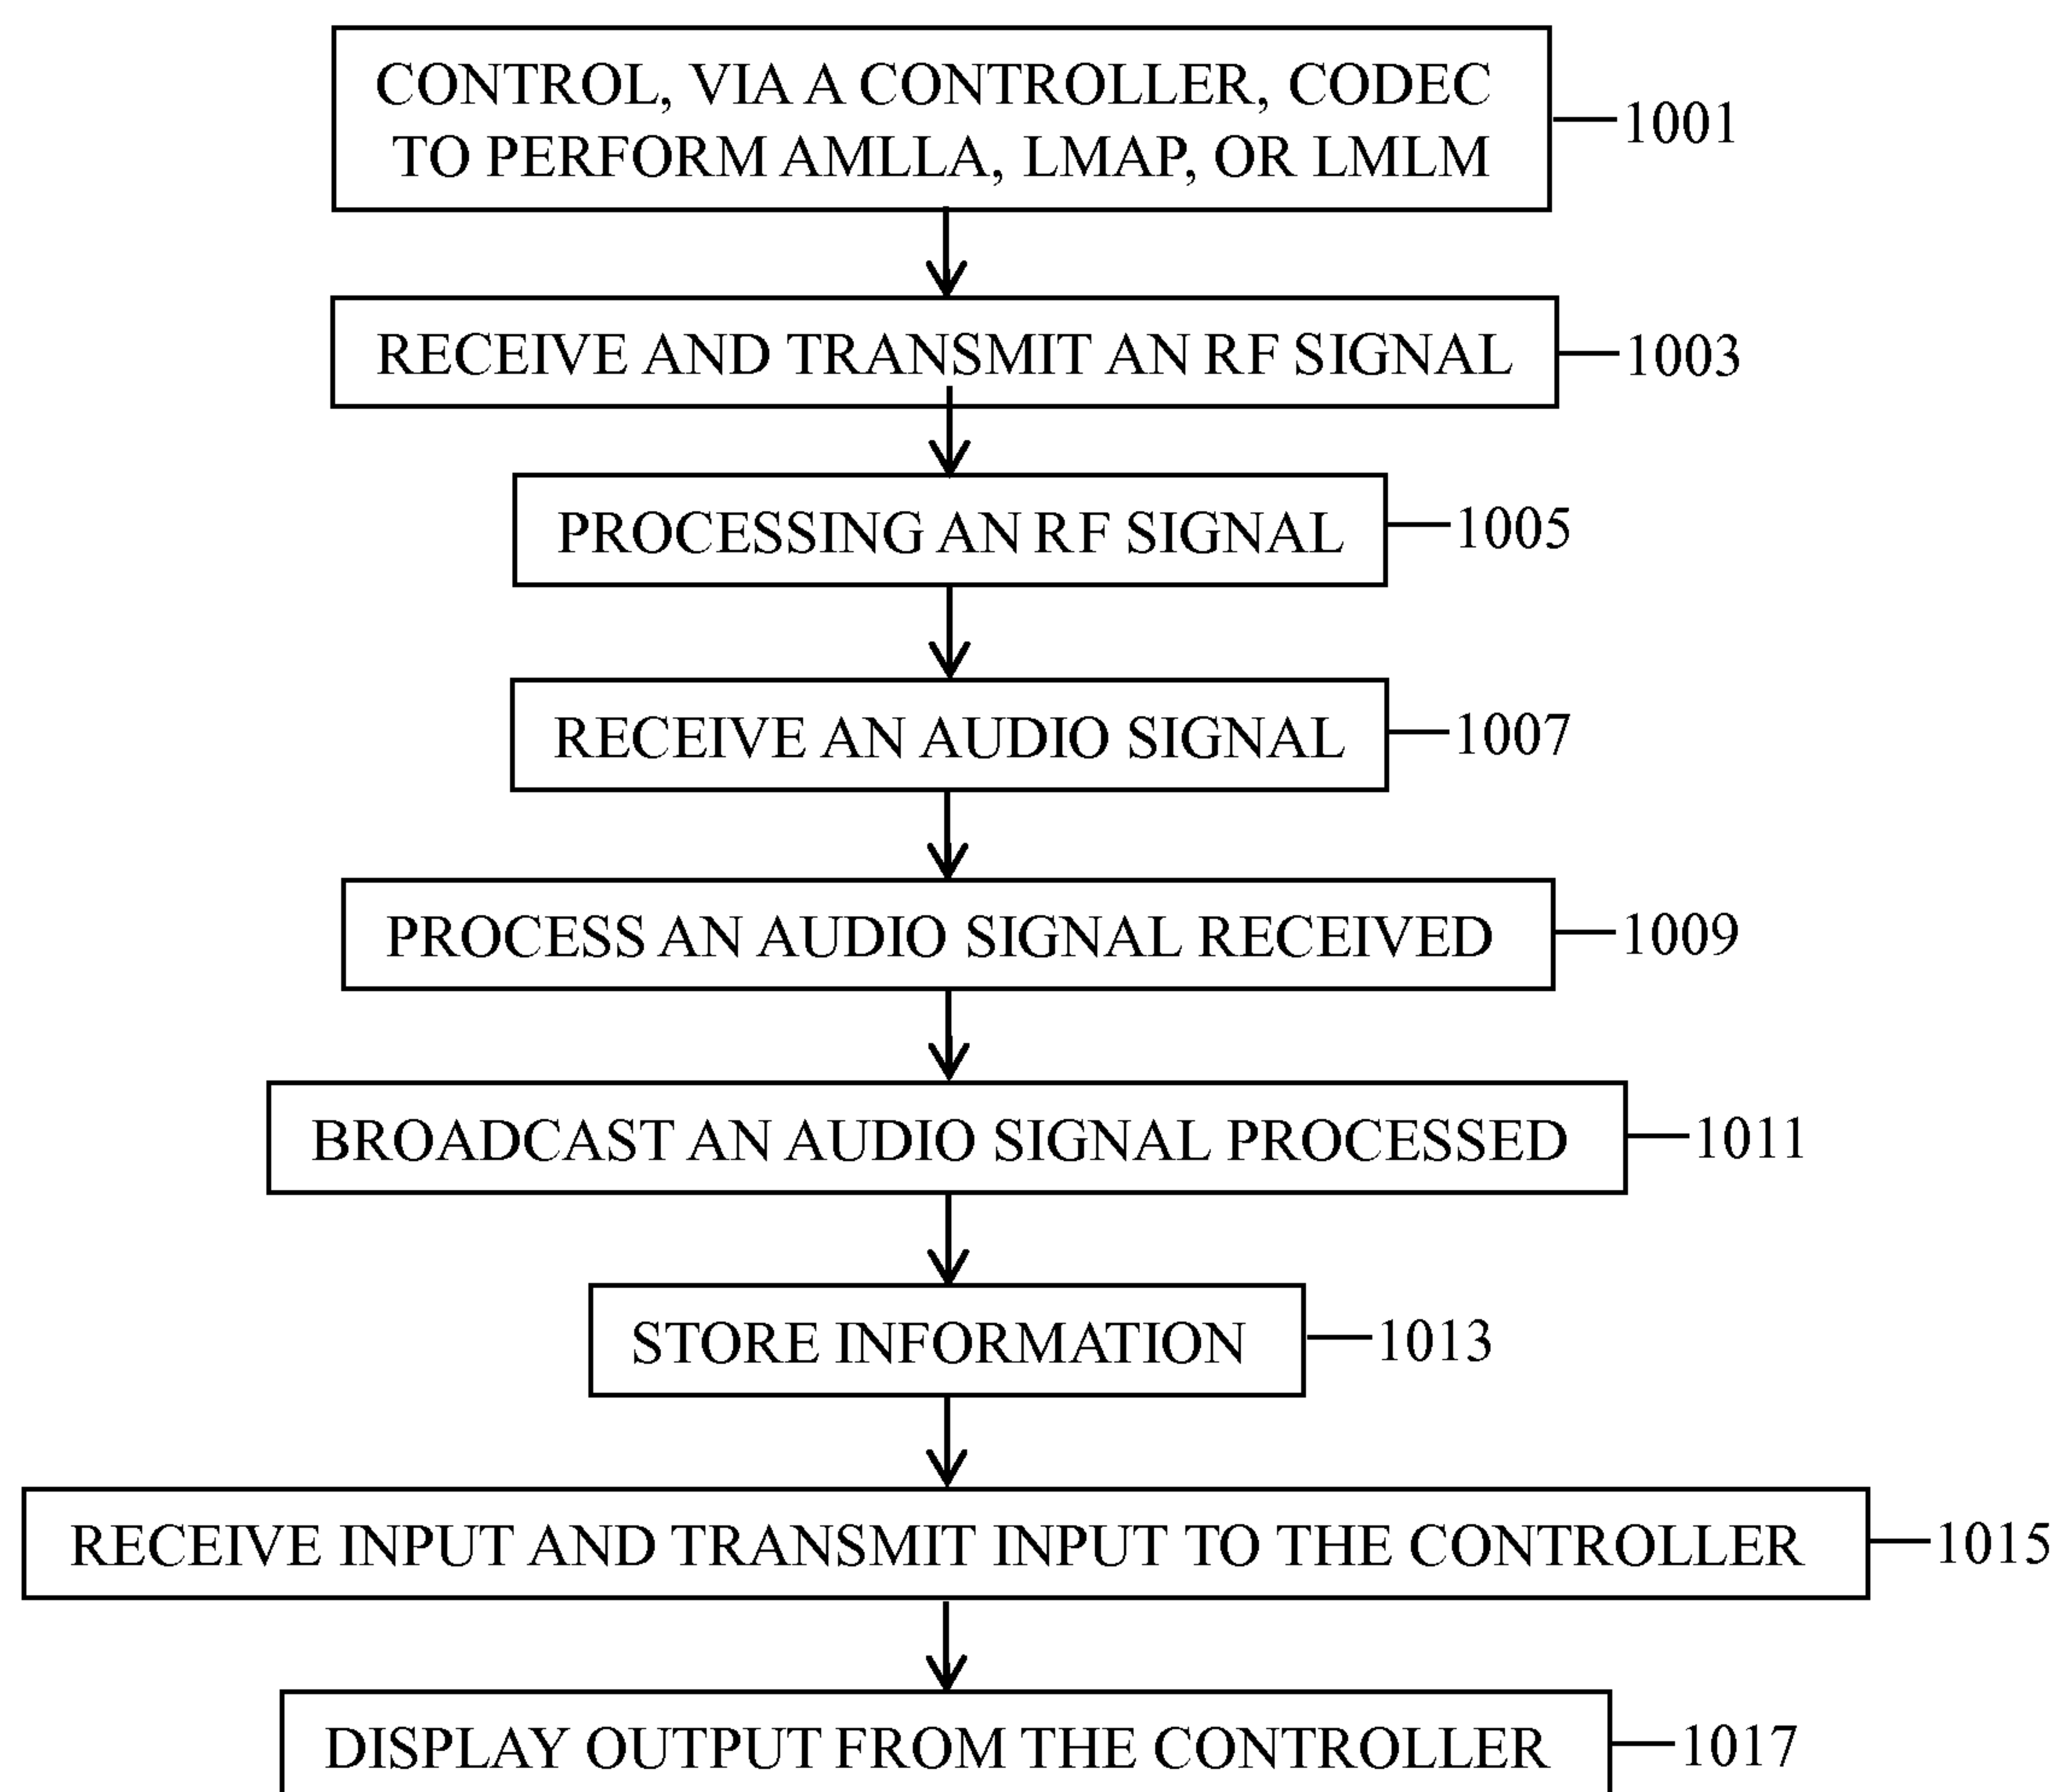 CONTROL, VIA A CONTROLLER, CODEC
TO PERFORM AMLLA, LMAP, OR LMLM
1001
RECEIVE AND TRANSMIT AN RF SIGNAL
1003
PROCESSING AN RF SIGNAL
1005
RECEIVE AN AUDIO SIGNAL
1007
PROCESS AN AUDIO SIGNAL RECEIVED
1009
BROADCAST AN AUDIO SIGNAL PROCESSED
1011
STORE INFORMATION
1013
RECEIVE INPUT AND TRANSMIT INPUT TO THE CONTROLLER
1015
DISPLAY OUTPUT FROM THE CONTROLLER
1017